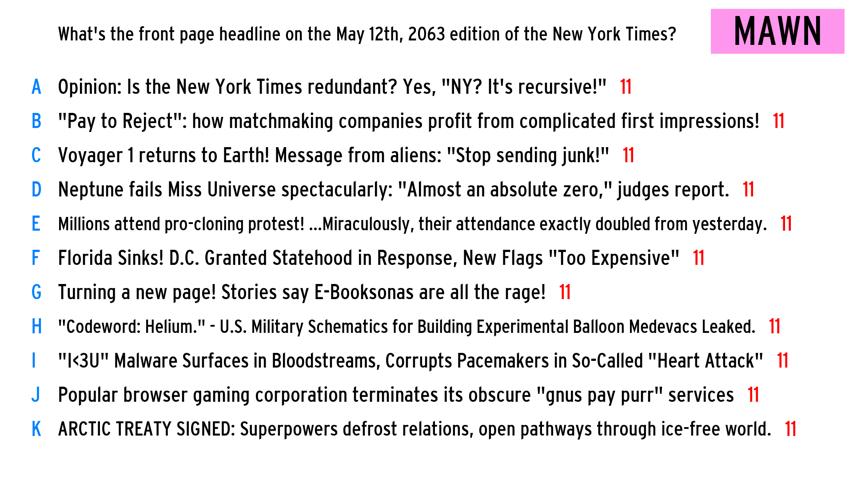 What's the front page headline on the May 12th, 2063 edition of the New York Times?
MAWN
A Opinion: Is the New York Times redundant? Yes, "NY? It's recursive!" 11
B "Pay to Reject": how matchmaking companies profit from complicated first impressions! 11
C Voyager 1 returns to Earth! Message from aliens: "Stop sending junk!" 11
D Neptune fails Miss Universe spectacularly: "Almost an absolute zero," judges report. 11
E Millions attend pro-cloning protest! ...Miraculously, their attendance exactly doubled from yesterday. 11
F Florida Sinks! D.C. Granted Statehood in Response, New Flags "Too Expensive" 11
G Turning a new page! Stories say E-Booksonas are all the rage! 11
H "Codeword: Helium." - U.S. Military Schematics for Building Experimental Balloon Medevacs Leaked. 11
I "I<3U" Malware Surfaces in Bloodstreams, Corrupts Pacemakers in So-Called "Heart Attack" 11
J Popular browser gaming corporation terminates its obscure "gnus pay purr" services 11
K ARCTIC TREATY SIGNED: Superpowers defrost relations, open pathways through ice-free world. 11